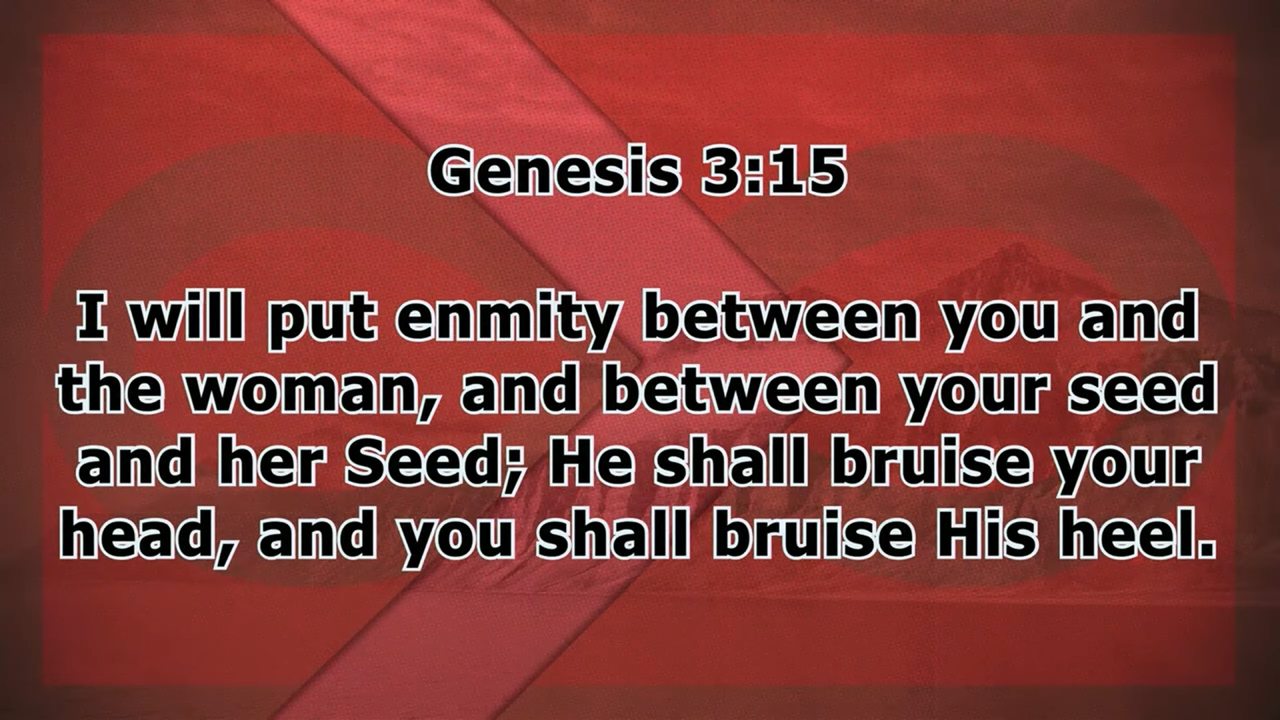 Genesis 3:15
I will put enmity between you and
the woman, and between your seed
and her Seed; He shall bruise your
head, and you shall bruise His heel.